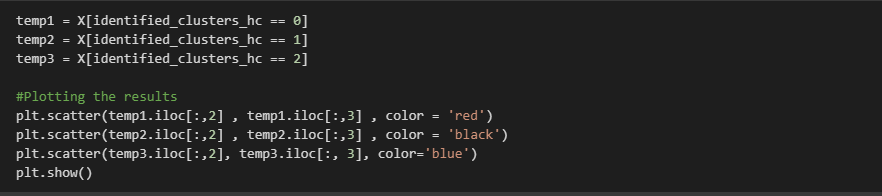 temp1 = X[identified_clusters_hc == 0]
temp2 = X[identified_clusters_hc == 1]
temp3 = X[identified_clusters_hc == 2]
#Plotting the results
plt.scatter(temp1.iloc[:,2] , temp1.iloc[:,3] , color = 'red')
plt.scatter(temp2.iloc[:,2] , temp2.iloc[:,3] , color = 'black')
plt.scatter(temp3.iloc[:,2], temp3.iloc[:, 3], color='blue')
plt.show()